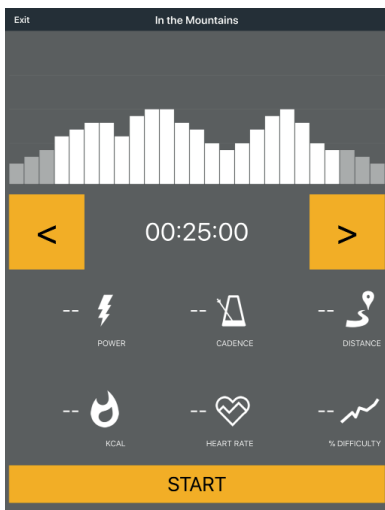 Exit In the Mountains
< 00:25:00 >
-- -- --
POWER CADENCE DISTANCE
-- -- --
KCAL HEART RATE % DIFFICULTY
START